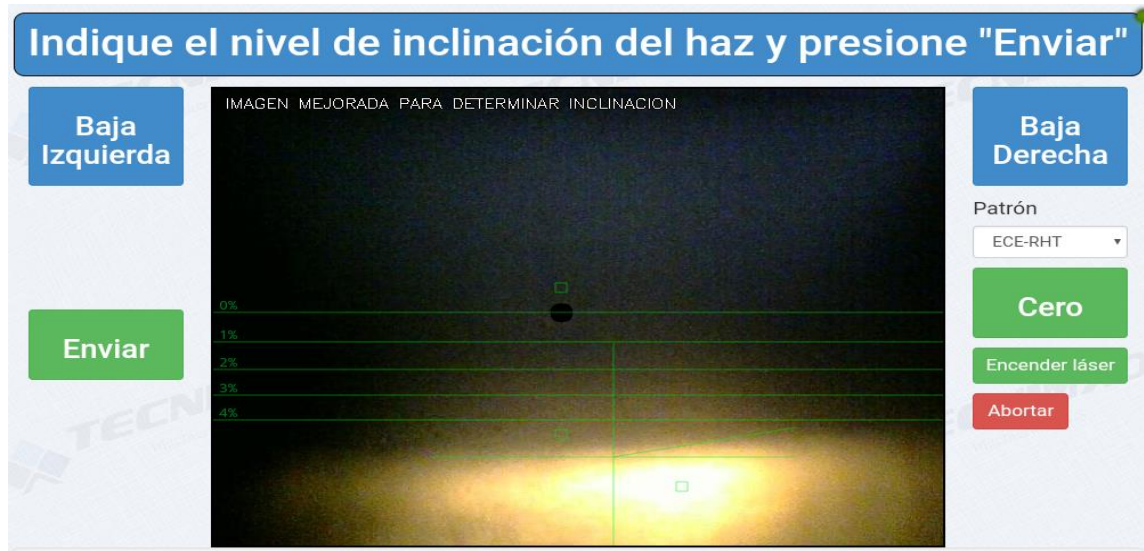 Indique el nivel de inclinación del haz y presione "Enviar"
Baja
Izquierda
IMAGEN MEJORADA PARA DETERMINAR INCLINACION
Baja
Derecha
Patrón
ECE-RHT
0%
Cero
1%
Enviar
2%
Encender láser
3%
4%
Abortar